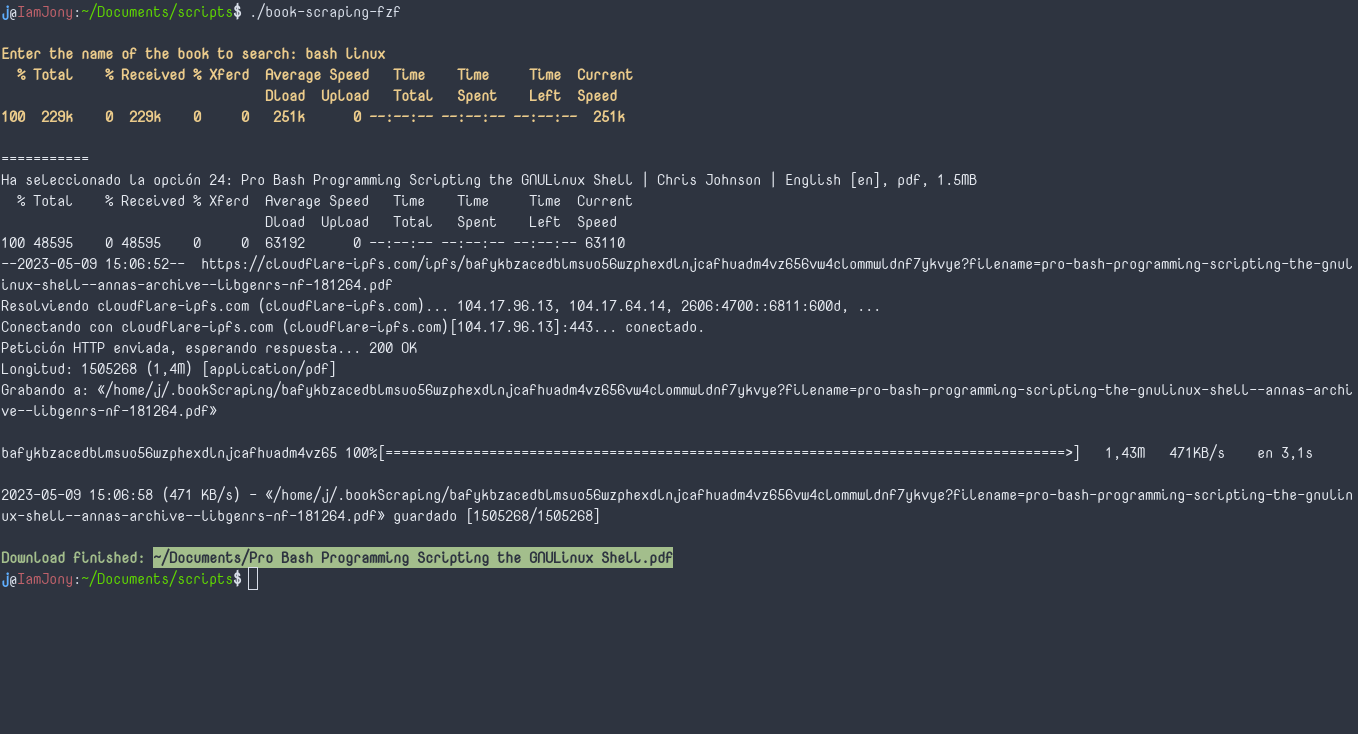 j@IamJony:~/Documents/scripts$ ./book-scraping-fzf
Enter the name of the book to search: bash linux
  % Total    % Received % Xferd  Average Speed   Time    Time     Time  Current
                                 Dload  Upload   Total   Spent    Left  Speed
100  229k    0  229k    0     0   251k      0 --:--:-- --:--:-- --:--:--  251k
===========
Ha seleccionado la opción 24: Pro Bash Programming Scripting the GNULinux Shell | Chris Johnson | English [en], pdf, 1.5MB
  % Total    % Received % Xferd  Average Speed   Time    Time     Time  Current
                                 Dload  Upload   Total   Spent    Left  Speed
100 48595    0 48595    0     0  63192      0 --:--:-- --:--:-- --:--:-- 63110
--2023-05-09 15:06:52--  https://cloudflare-ipfs.com/ipfs/bafykbzacedblmsuo56wzphexdlnjcafhuadm4vz656vw4clommwldnf7ykvye?filename=pro-bash-programming-scripting-the-gnul
inux-shell--annas-archive--libgenrs-nf-181264.pdf
Resolviendo cloudflare-ipfs.com (cloudflare-ipfs.com)... 104.17.96.13, 104.17.64.14, 2606:4700::6811:600d, ...
Conectando con cloudflare-ipfs.com (cloudflare-ipfs.com)[104.17.96.13]:443... conectado.
Petición HTTP enviada, esperando respuesta... 200 OK
Longitud: 1505268 (1,4M) [application/pdf]
Grabando a: «/home/j/.bookScraping/bafykbzacedblmsuo56wzphexdlnjcafhuadm4vz656vw4clommwldnf7ykvye?filename=pro-bash-programming-scripting-the-gnulinux-shell--annas-archi
ve--libgenrs-nf-181264.pdf»
bafykbzacedblmsuo56wzphexdlnjcafhuadm4vz65 100%[=====================================================================================>]   1,43M   471KB/s    en 3,1s
2023-05-09 15:06:58 (471 KB/s) - «/home/j/.bookScraping/bafykbzacedblmsuo56wzphexdlnjcafhuadm4vz656vw4clommwldnf7ykvye?filename=pro-bash-programming-scripting-the-gnulin
ux-shell--annas-archive--libgenrs-nf-181264.pdf» guardado [1505268/1505268]
Download finished: ~/Documents/Pro Bash Programming Scripting the GNULinux Shell.pdf
j@IamJony:~/Documents/scripts$